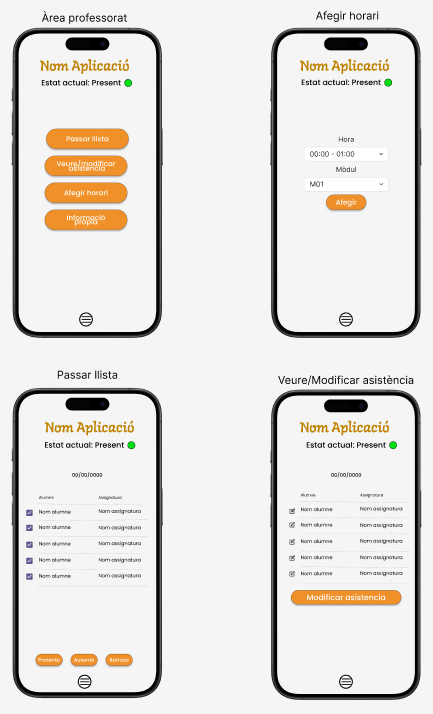 Àrea professorat
Nom Aplicació
Estat actual: Present
Passar llista
Veure/modificar
asistència
Afegir horari
Informació
pròpia
Afegir horari
Nom Aplicació
Estat actual: Present
Hora
00:00 - 01:00
Mòdul
M01
Afegir
Passar llista
Nom Aplicació
Estat actual: Present
00/00/0000
Alumne Assignatura
Nom alumne Nom assignatura
Nom alumne Nom assignatura
Nom alumne Nom assignatura
Nom alumne Nom assignatura
Nom alumne Nom assignatura
Presente Ausente Retraso
Veure/Modificar asistència
Nom Aplicació
Estat actual: Present
00/00/0000
Alumne Assignatura
Nom alumne Nom assignatura
Nom alumne Nom assignatura
Nom alumne Nom assignatura
Nom alumne Nom assignatura
Nom alumne Nom assignatura
Modificar asistencia